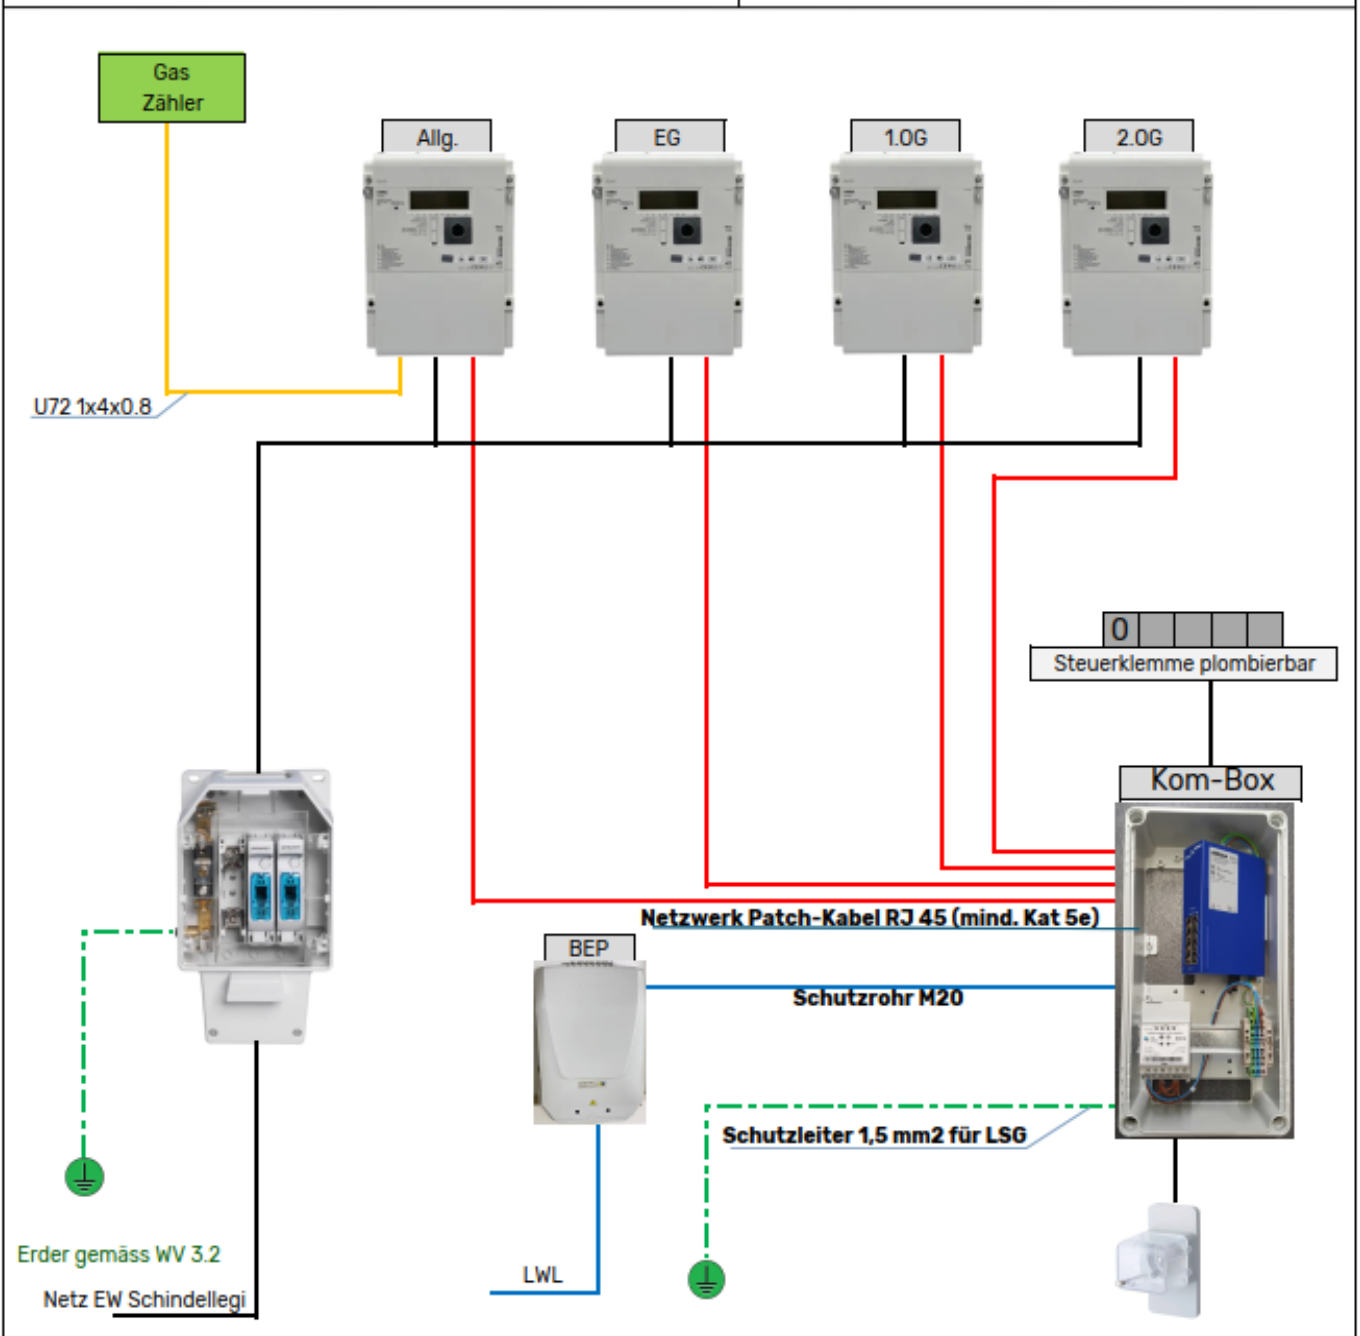 Gas
Zähler
Allg.
EG
1.OG
2.OG
U72 1x4x0.8
0
Steuerklemme plombierbar
Kom-Box
Netzwerk Patch-Kabel RJ 45 (mind. Kat 5e)
BEP
Schutzrohr M20
Schutzleiter 1,5 mm2 für LSG
Erder gemäss WV 3.2
LWL
Netz EW Schindellegi